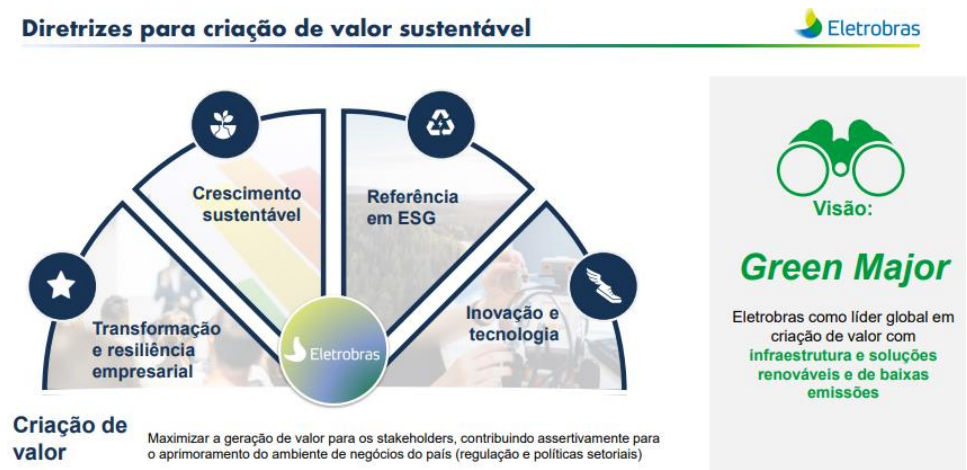 Diretrizes para criação de valor sustentável
Eletrobras
Crescimento
sustentável
Referência
em ESG
Transformação
e resiliência
empresarial
Inovação e
tecnologia
Eletrobras
Criação de
valor
Maximizar a geração de valor para os stakeholders, contribuindo assertivamente para
o aprimoramento do ambiente de negócios do país (regulação e políticas setoriais)
Visão:
Green Major
Eletrobras como líder global em
criação de valor com
infraestrutura e soluções
renováveis e de baixas
emissões